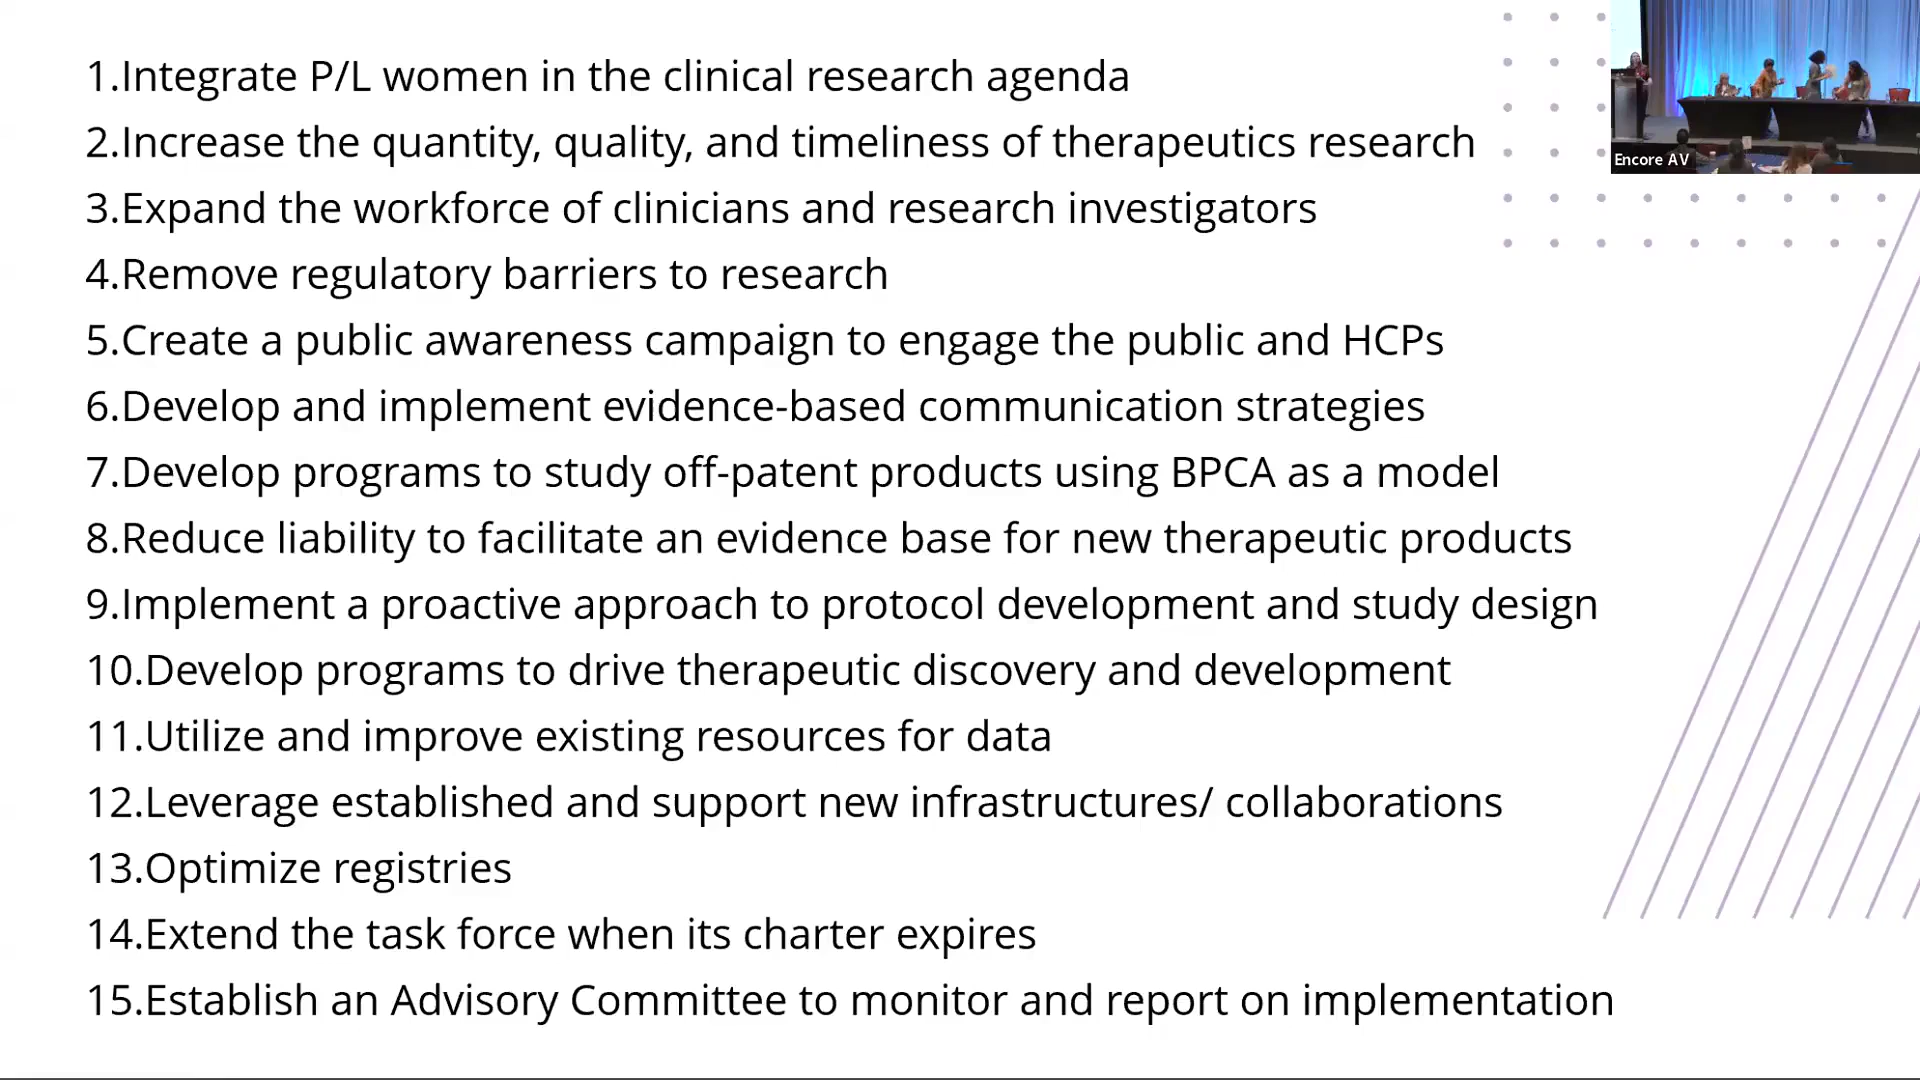 1.Integrate P/L women in the clinical research agenda
2.Increase the quantity, quality, and timeliness of therapeutics research
3.Expand the workforce of clinicians and research investigators
4.Remove regulatory barriers to research
5.Create a public awareness campaign to engage the public and HCPs
6.Develop and implement evidence-based communication strategies
7.Develop programs to study off-patent products using BPCA as a model
8.Reduce liability to facilitate an evidence base for new therapeutic products
9.Implement a proactive approach to protocol development and study design
10.Develop programs to drive therapeutic discovery and development
11.Utilize and improve existing resources for data
12.Leverage established and support new infrastructures/ collaborations
13.Optimize registries
14.Extend the task force when its charter expires
15.Establish an Advisory Committee to monitor and report on implementation
Encore AV